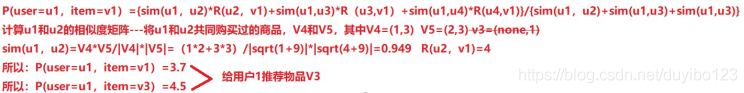 P(user=u1, item=v1) ={sim(u1, u2)*R(u2, v1)+sim(u1,u3)*R (u3,v1) +sim(u1,u4)*R(u4,v1)}/{sim(u1, u2)+sim(u1,u3)+sim(u1,u3)}
计算u1和u2的相似度矩阵---将u1和u2共同购买过的商品，V4和V5，其中V4=(1,3) V5=(2,3) v3={none,1}
sim(u1, u2)=V4*V5/|V4|*|V5|= (1*2+3*3) /|sqrt(1+9)|*|sqrt(4+9)|=0.949 R(u2, v1)=4
所以：P(user=u1, item=v1) =3.7
给用户1推荐物品V3
所以：P(user=u1, item=v3) =4.5
https://blog.csdn.net/duyibo123